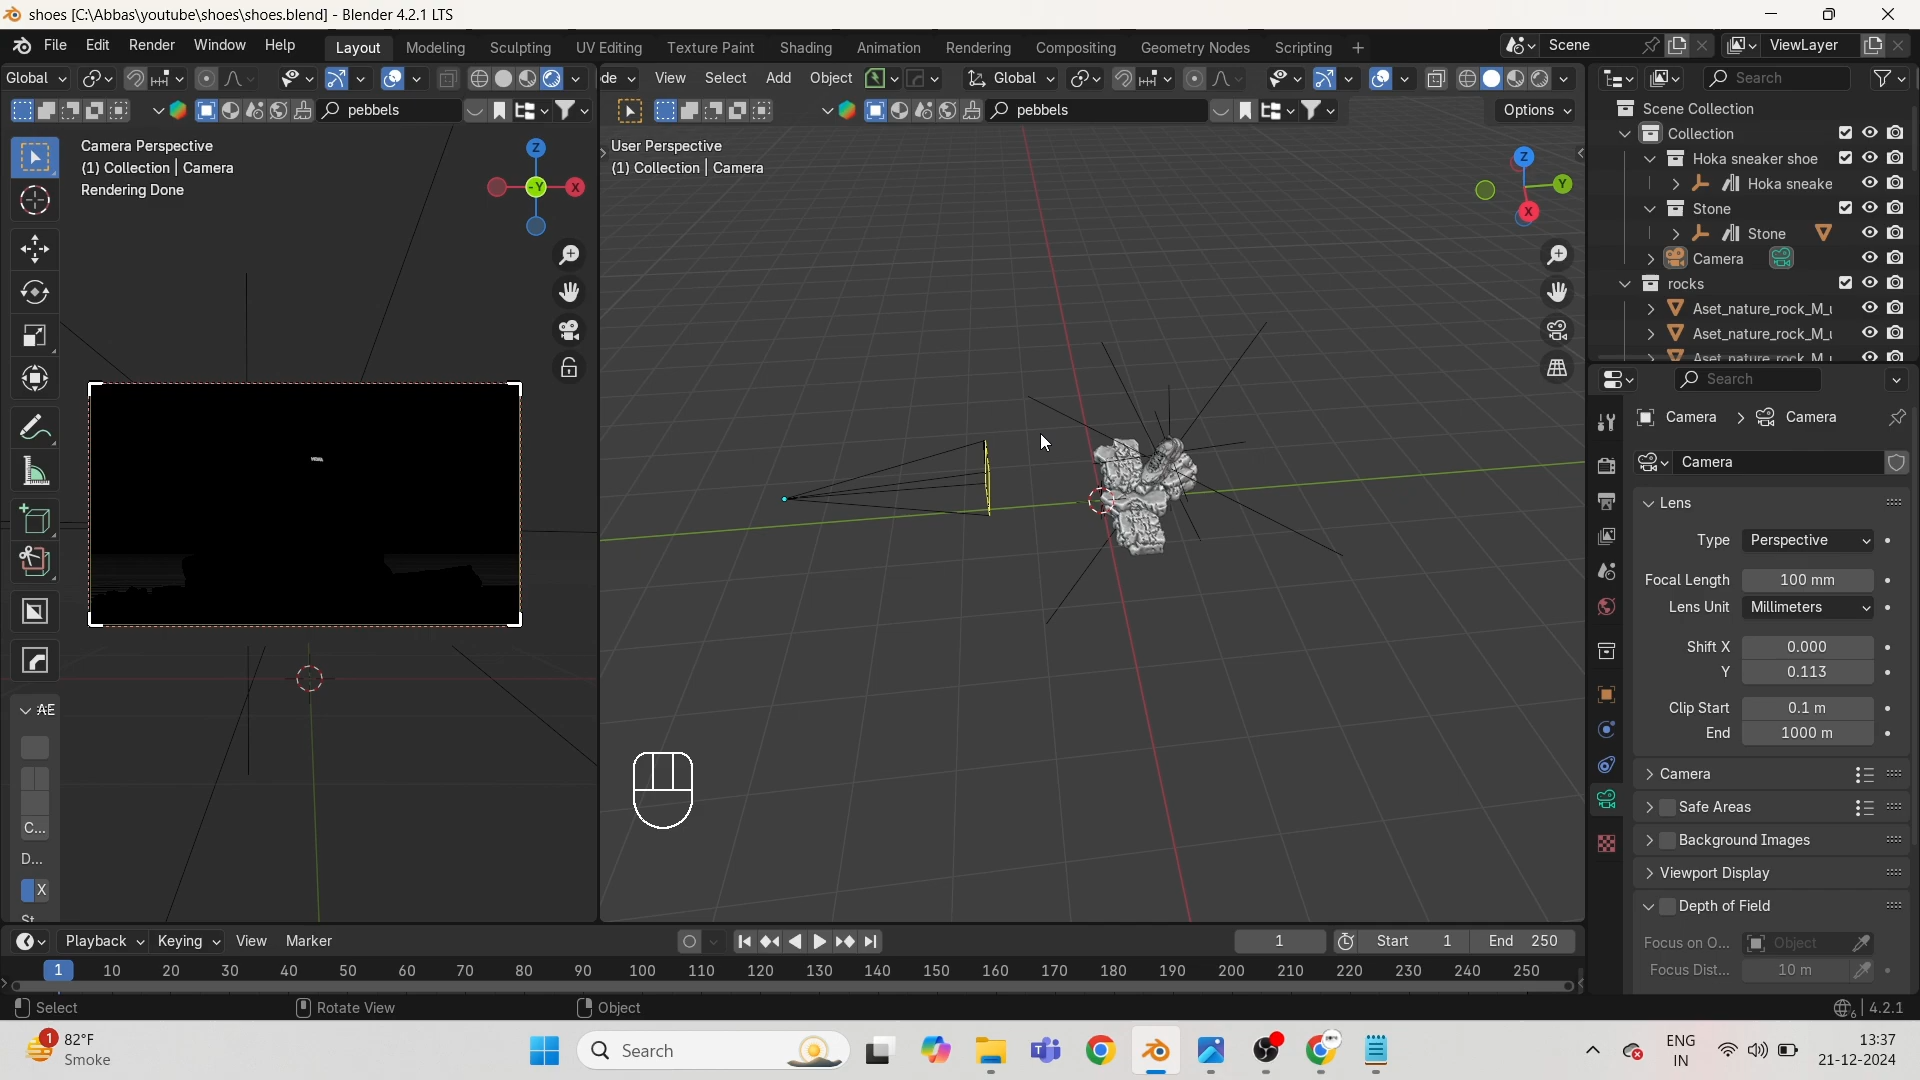 shoes [C:\Abbas\youtube\shoes\shoes.blend] - Blender 4.2.1 LTS
File Edit Render Window Help Layout Modeling Sculpting UV Editing Texture Paint Shading Animation Rendering Compositing Geometry Nodes Scripting + Scene ViewLayer
Global de View Select Add Object Global Search
pebbels pebbels Options
Camera Perspective
(1) Collection | Camera
Rendering Done
Z
-Y
X
User Perspective
(1) Collection | Camera
Z
Y
X
Scene Collection
Collection
Hoka sneaker shoe
Hoka sneake
Stone
Stone
Camera
rocks
Aset_nature_rock_M_
Aset_nature_rock_M_
Aset_nature_rock_M_
Search
Camera > Camera
Camera
Lens
Type Perspective
Focal Length 100 mm
Lens Unit Millimeters
Shift X 0.000
Y 0.113
Clip Start 0.1 m
End 1000 m
Camera
Safe Areas
Background Images
Viewport Display
Depth of Field
Focus on O... Object
Focus Dist... 10 m
AE
C...
D...
X
Playback Keying View Marker 1 Start 1 End 250
1 10 20 30 40 50 60 70 80 90 100 110 120 130 140 150 160 170 180 190 200 210 220 230 240 250
Select Rotate View Object 4.2.1
1 82°F
Smoke
Search
ENG
IN
13:37
21-12-2024